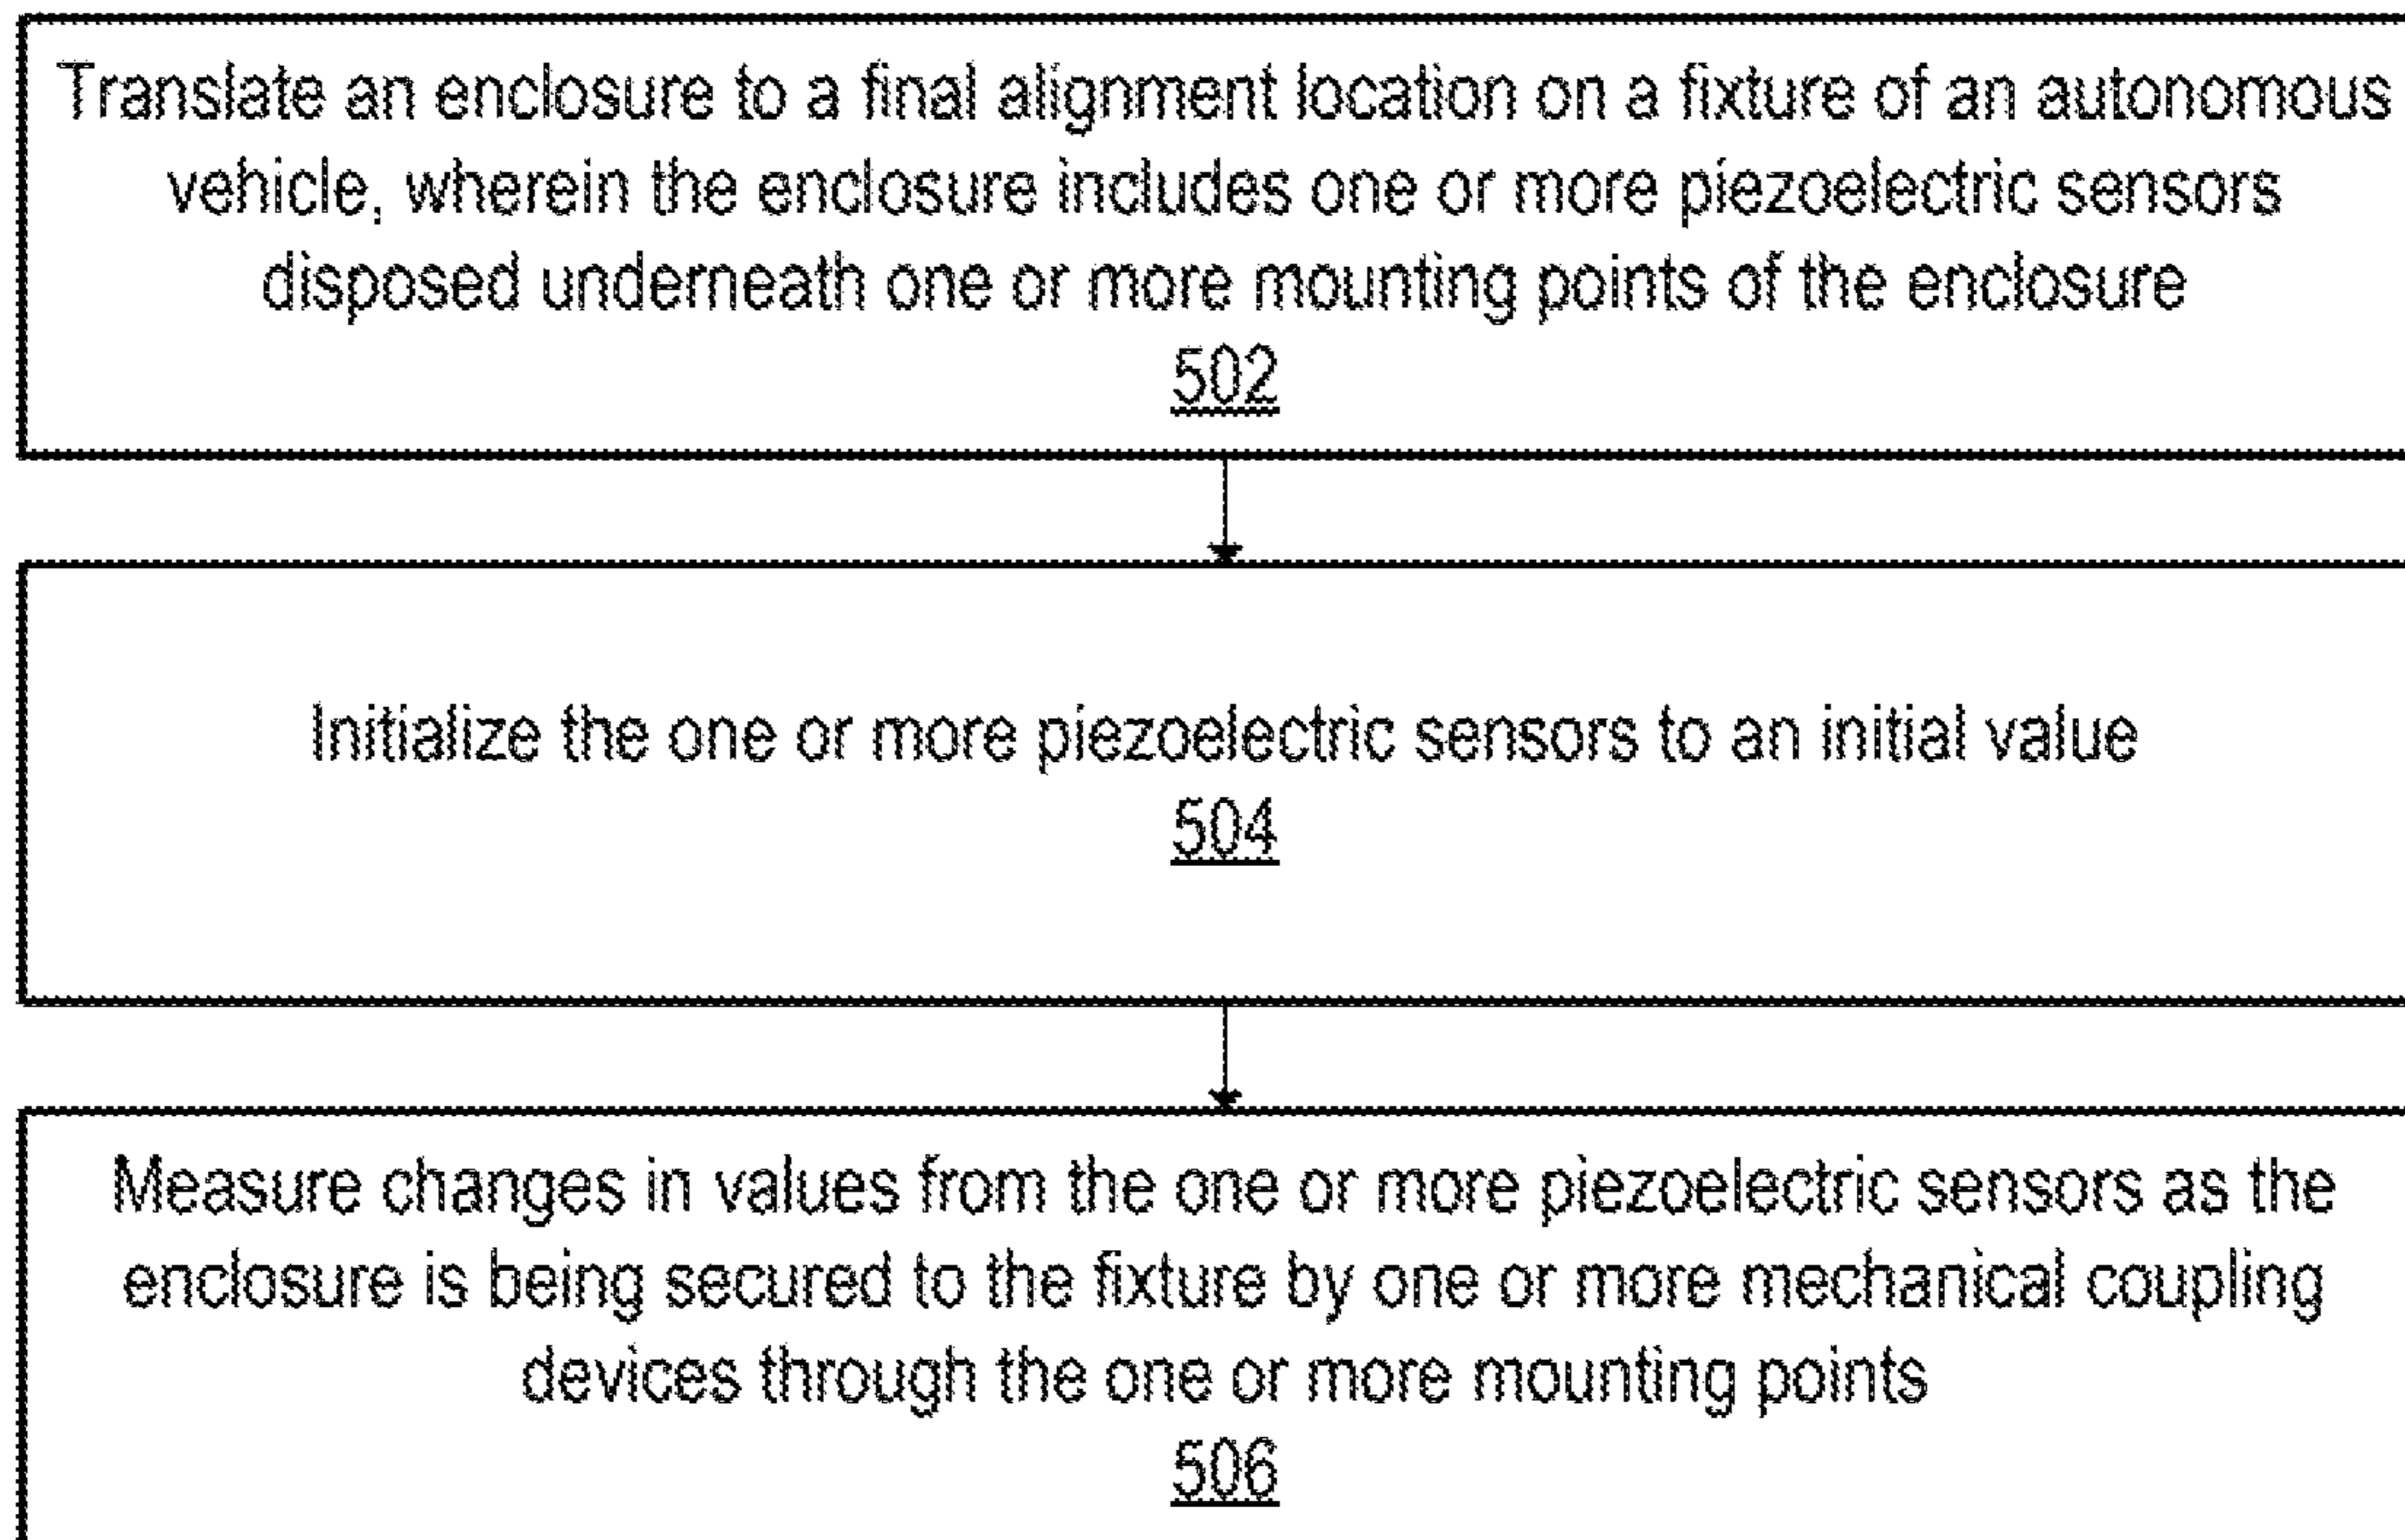 Translate an enclosure to a final alignment location on a fixture of an autonomous
vehicle, wherein the enclosure includes one or more piezoelectric sensors
disposed underneath one or more mounting points of the enclosure
502
Initialize the one or more piezoelectric sensors to an initial value
504
Measure changes in values from the one or more piezoelectric sensors as the
enclosure is being secured to the fixture by one or more mechanical coupling
devices through the one or more mounting points
506